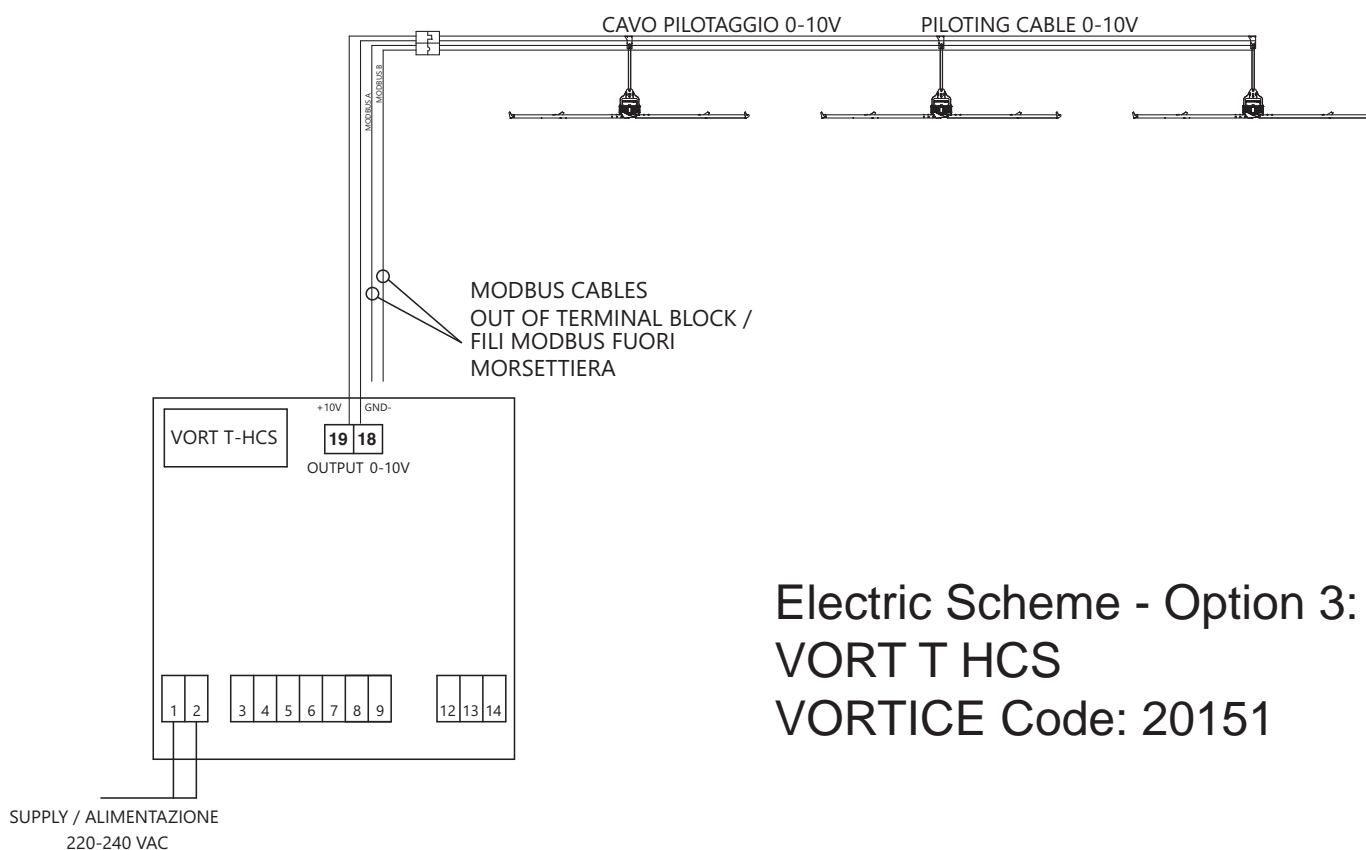 CAVO PILOTAGGIO 0-10V
PILOTING CABLE 0-10V
MODBUS A
MODBUS B
MODBUS CABLES
OUT OF TERMINAL BLOCK /
FILI MODBUS FUORI
MORSETTIERA
+10V
GND-
VORT T-HCS
19 18
OUTPUT 0-10V
Electric Scheme - Option 3:
VORT T HCS
VORTICE Code: 20151
1 2 3 4 5 6 7 8 9 12 13 14
SUPPLY / ALIMENTAZIONE
220-240 VAC